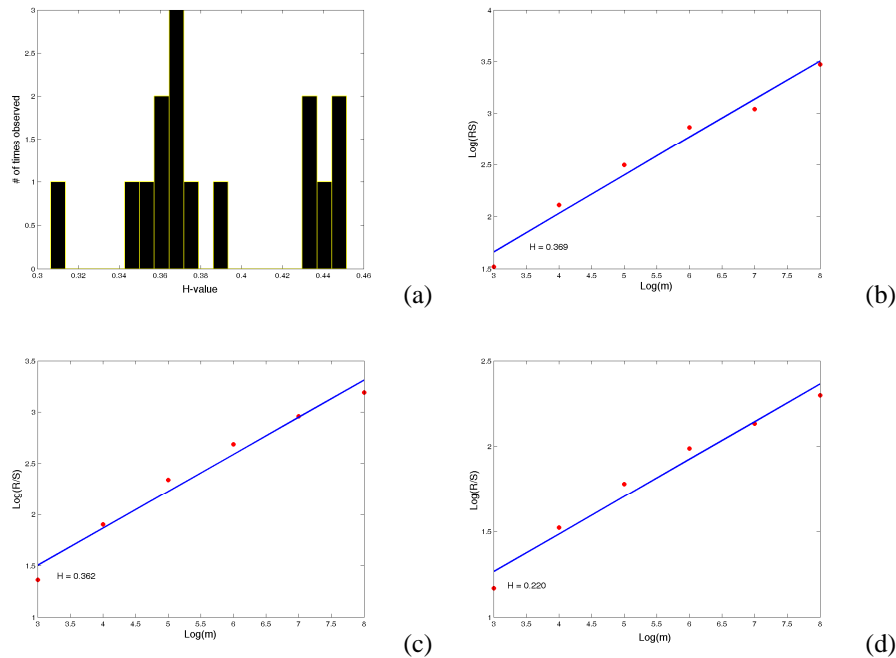 3
2.5
2
1.5
1
0.5
0
# of times observed
0.3 0.32 0.34 0.36 0.38 0.4 0.42 0.44 0.46
H-value
(a)
4
3.5
3
2.5
2
1.5
Log(RS)
H = 0.369
3 3.5 4 4.5 5 5.5 6 6.5 7 7.5 8
Log(m)
(b)
3.5
3
2.5
2
1.5
1
Log(R/S)
H = 0.362
3 3.5 4 4.5 5 5.5 6 6.5 7 7.5 8
Log(m)
(c)
2.5
2
1.5
1
Log(R/S)
H = 0.220
3 3.5 4 4.5 5 5.5 6 6.5 7 7.5 8
Log(m)
(d)